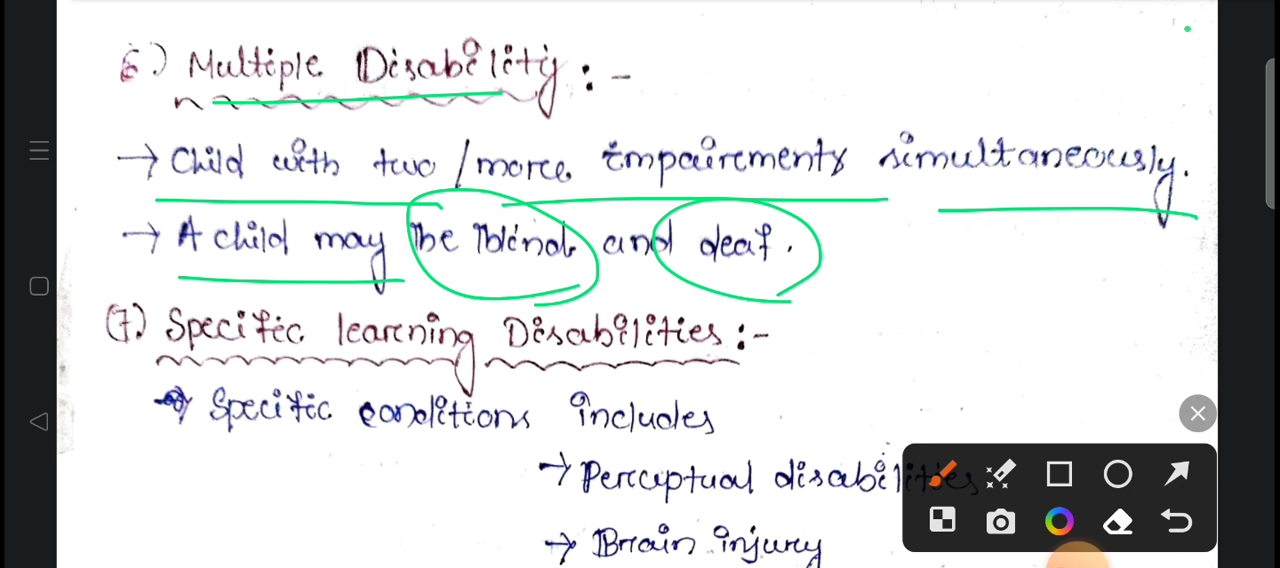 6) Multiple Disability :-
→ Child with two / more impairements simultaneously.
→ A child may be blind and deaf.
(7) Specific learning Disabilities :-
→ Specific conditions includes
→ Perceptual disabilities
→ Brain injury